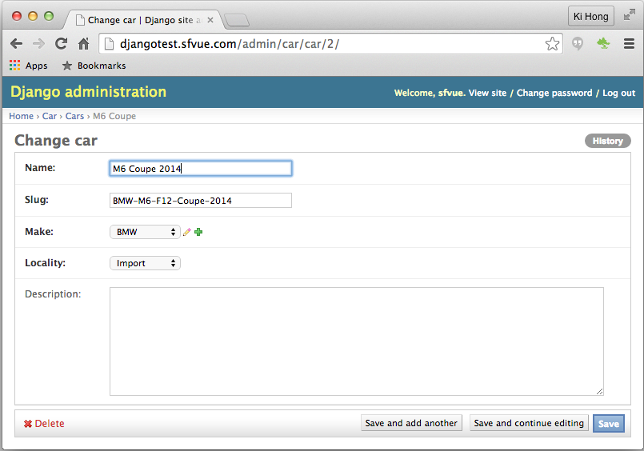 Change car | Django site a
Ki Hong
djangotest.sfvue.com/admin/car/car/2/
Apps Bookmarks
Django administration
Welcome, sfvue. View site / Change password / Log out
Home › Car › Cars › M6 Coupe
Change car
History
Name: M6 Coupe 2014
Slug: BMW-M6-F12-Coupe-2014
Make: BMW
Locality: Import
Description:
Delete
Save and add another
Save and continue editing
Save